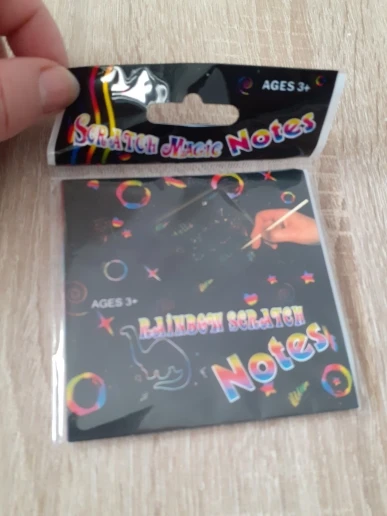 AGES 3+
SCRATCH MAGIC NOTES
AGES 3+
RAINBOW SCRATCH
NOTES